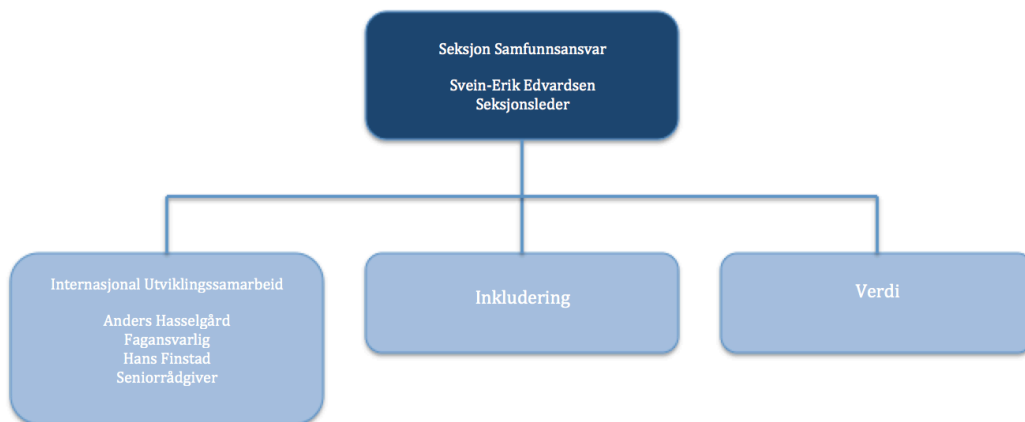 Seksjon Samfunnsansvar
Svein-Erik Edvardsen
Seksjonsleder
Internasjonal Utviklingssamarbeid
Anders Hasselgård
Fagansvarlig
Hans Finstad
Seniorrådgiver
Inkludering
Verdi